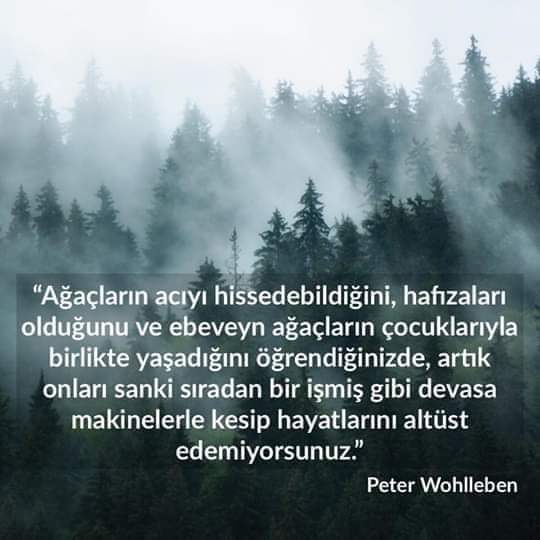 “Ağaçların acıyı hissedebildiğini, hafızaları
olduğunu ve ebeveyn ağaçların çocuklarıyla
birlikte yaşadığını öğrendiğinizde, artık
onları sanki sıradan bir işmiş gibi devasa
makinelerle kesip hayatlarını altüst
edemiyorsunuz.”
Peter Wohlleben